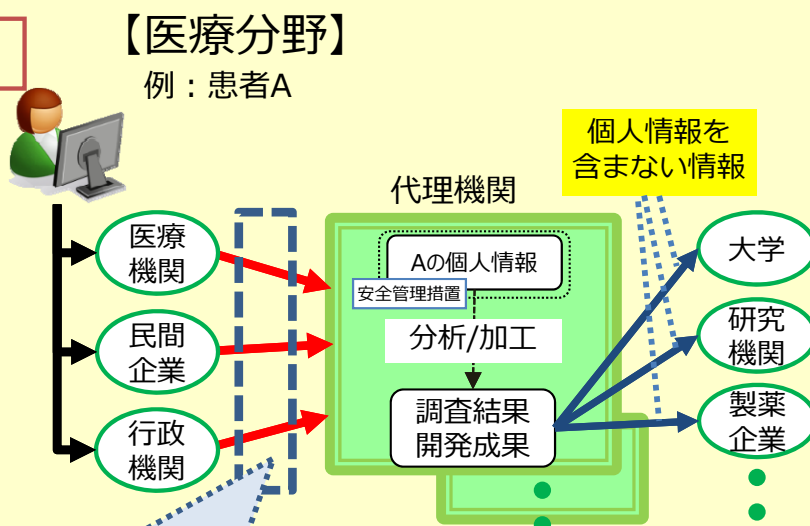 【医療分野】
例：患者A
個人情報を
含まない情報
代理機関
医療
機関
Aの個人情報
安全管理措置
大学
民間
企業
分析/加工
研究
機関
行政
機関
調査結果
開発成果
製薬
企業